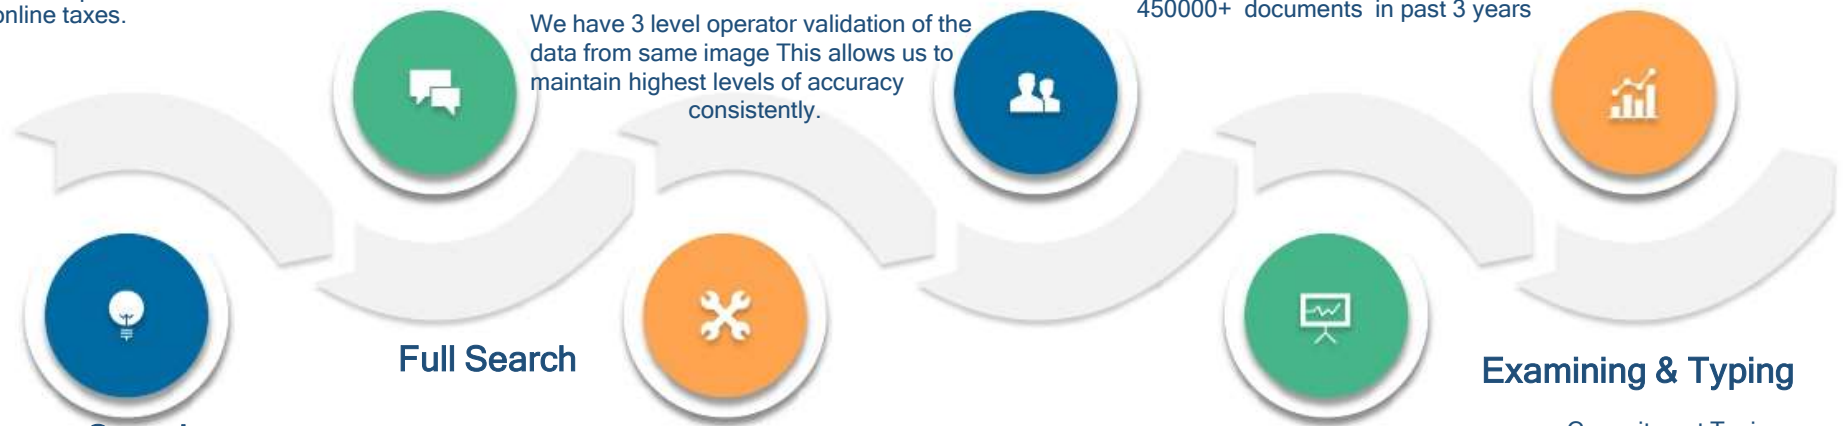 online taxes.
We have 3 level operator validation of the
data from same image This allows us to
maintain highest levels of accuracy
consistently.
450000+ documents in past 3 years
Full Search
Examining & Typing